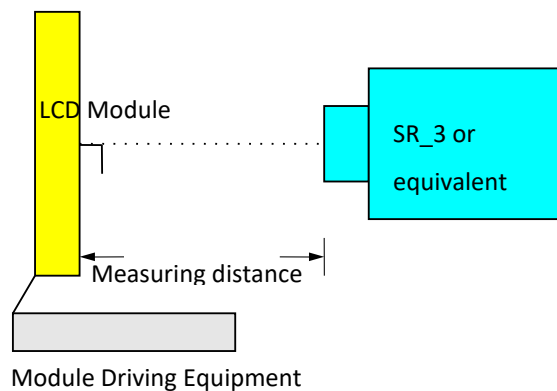 LCD Module
SR_3 or
equivalent
Measuring distance
Module Driving Equipment